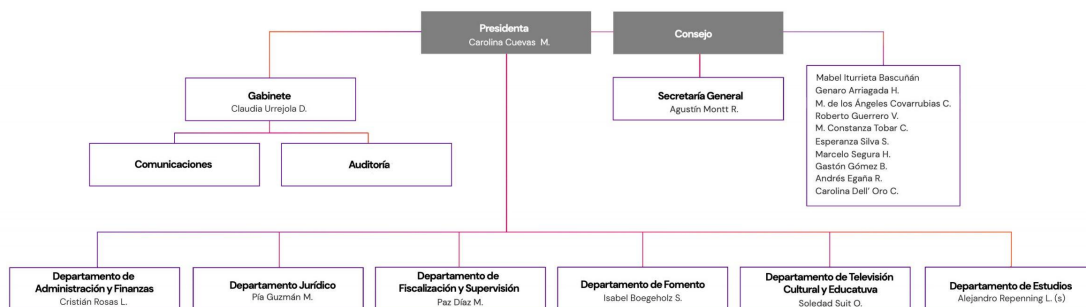 Presidenta
Carolina Cuevas M.
Consejo
Gabinete
Claudia Urrejola D.
Secretaría General
Agustín Montt R.
Mabel Iturrieta Bascuñán
Genaro Arriagada H.
M. de los Ángeles Covarrubias C.
Roberto Guerrero V.
M. Constanza Tobar C.
Esperanza Silva S.
Marcelo Segura H.
Gastón Gómez B.
Andrés Egaña R.
Carolina Dell' Oro C.
Comunicaciones
Auditoría
Departamento de
Administración y Finanzas
Cristián Rosas L.
Departamento Jurídico
Pía Guzmán M.
Departamento de
Fiscalización y Supervisión
Paz Díaz M.
Departamento de Fomento
Isabel Boegeholz S.
Departamento de Televisión
Cultural y Educatuva
Soledad Suit O.
Departamento de Estudios
Alejandro Repenning L. (s)